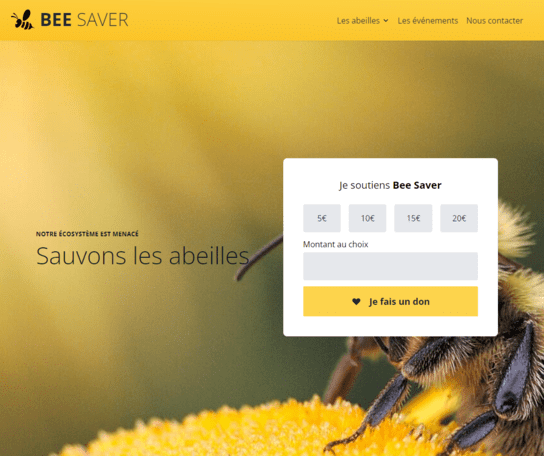 BEE SAVER
Les abeilles
Les événements
Nous contacter
NOTRE ÉCOSYSTÈME EST MENACÉ
Sauvons les abeilles
Je soutiens Bee Saver
5€ 10€ 15€ 20€
Montant au choix
Je fais un don